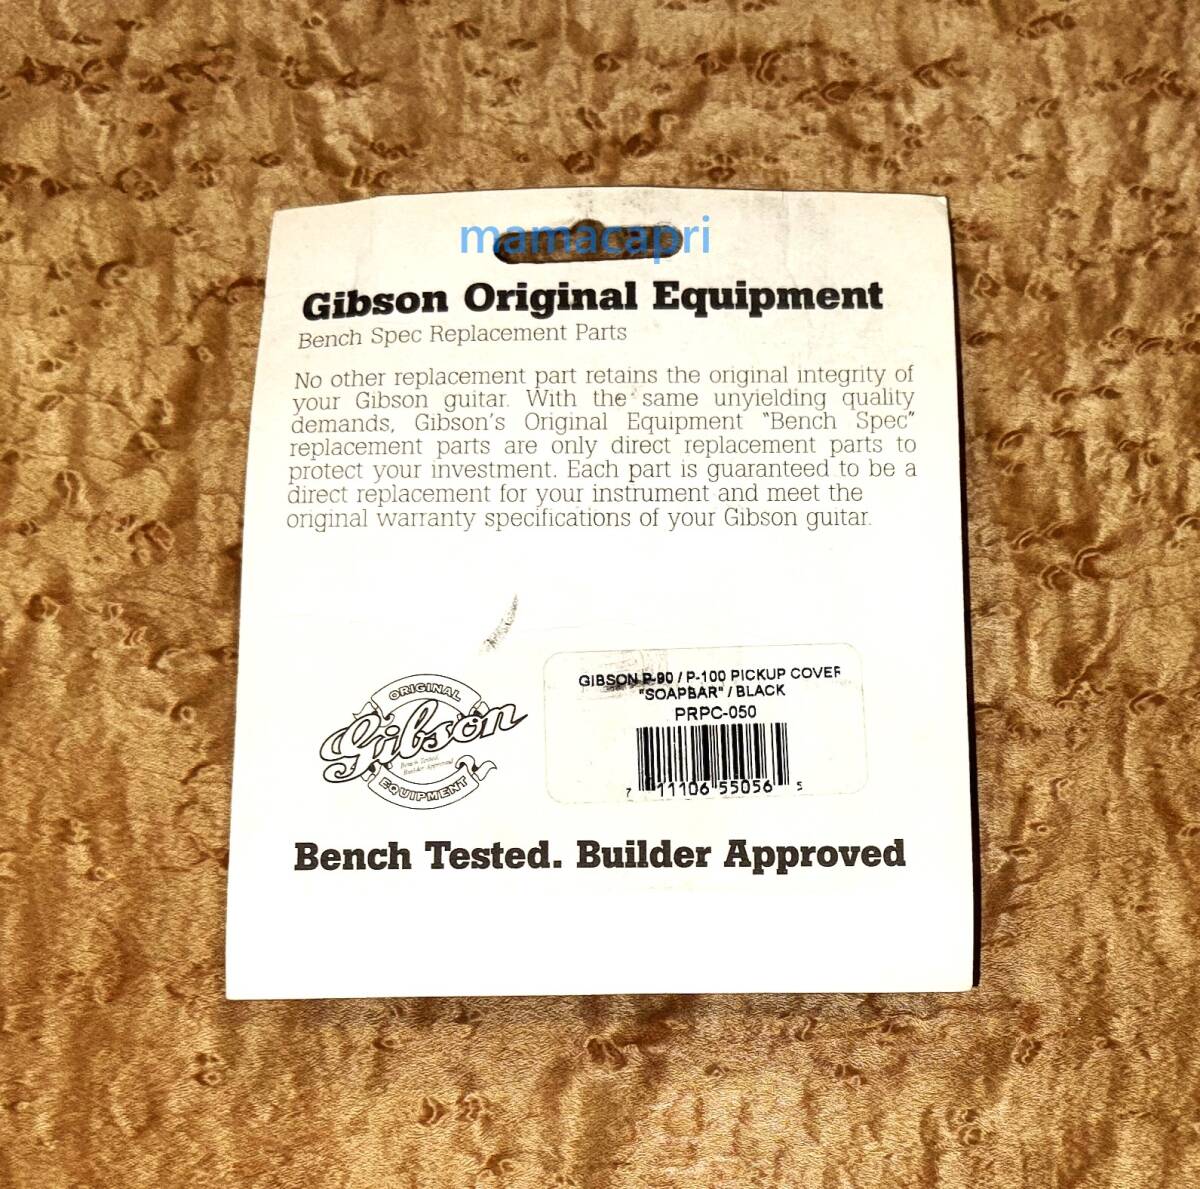 mamacapri
Gibson Original Equipment
Bench Spec Replacement Parts
No other replacement part retains the original integrity of
your Gibson guitar. With the same unyielding quality
demands, Gibson's Original Equipment "Bench Spec"
replacement parts are only direct replacement parts to
protect your investment. Each part is guaranteed to be a
direct replacement for your instrument and meet the
original warranty specifications of your Gibson guitar.
ORIGINAL
Gibson
Bench Tested.
Builder Approved
EQUIPMENT
GIBSON P-90 / P-100 PICKUP COVER
"SOAPBAR" / BLACK
PRPC-050
7 11106 55056 5
Bench Tested. Builder Approved